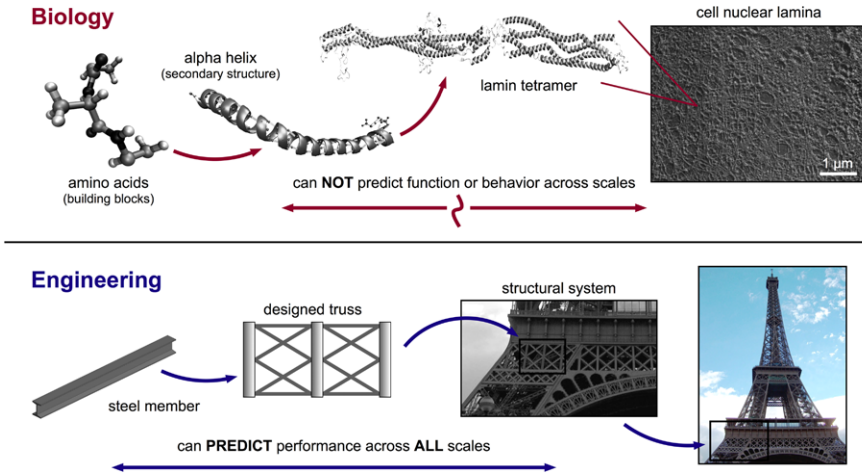 Biology
cell nuclear lamina
alpha helix
(secondary structure)
lamin tetramer
1 µm
amino acids
(building blocks)
can NOT predict function or behavior across scales
Engineering
structural system
designed truss
steel member
can PREDICT performance across ALL scales